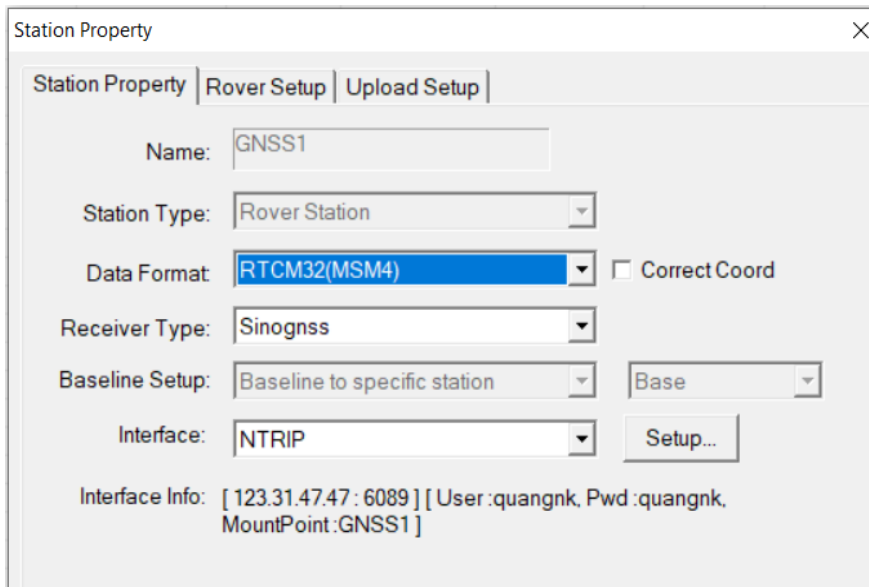 Station Property
Station Property Rover Setup Upload Setup
Name: GNSS1
Station Type: Rover Station
Data Format: RTCM32(MSM4) Correct Coord
Receiver Type: Sinognss
Baseline Setup: Baseline to specific station Base
Interface: NTRIP Setup...
Interface Info: [ 123.31.47.47 : 6089 ] [ User :quangnk, Pwd :quangnk,
MountPoint :GNSS1 ]